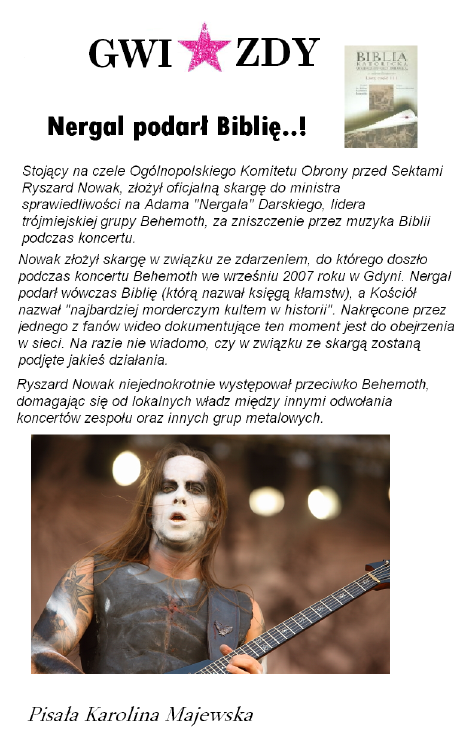 GWI ZDY
BIBLIA
Nergal podarł Biblię..!
Stojący na czele Ogólnopolskiego Komitetu Obrony przed Sektami
Ryszard Nowak, złożył oficjalną skargę do ministra
sprawiedliwości na Adama "Nergala" Darskiego, lidera
trójmiejskiej grupy Behemoth, za zniszczenie przez muzyka Biblii
podczas koncertu.
Nowak złożył skargę w związku ze zdarzeniem, do którego doszło
podczas koncertu Behemoth we wrześniu 2007 roku w Gdyni. Nergal
podarł wówczas Biblię (którą nazwał księgą kłamstw), a Kościół
nazwał "najbardziej morderczym kultem w historii". Nakręcone przez
jednego z fanów wideo dokumentujące ten moment jest do obejrzenia
w sieci. Na razie nie wiadomo, czy w związku ze skargą zostaną
podjęte jakieś działania.
Ryszard Nowak niejednokrotnie występował przeciwko Behemoth,
domagając się od lokalnych władz między innymi odwołania
koncertów zespołu oraz innych grup metalowych.
Pisała Karolina Majewska